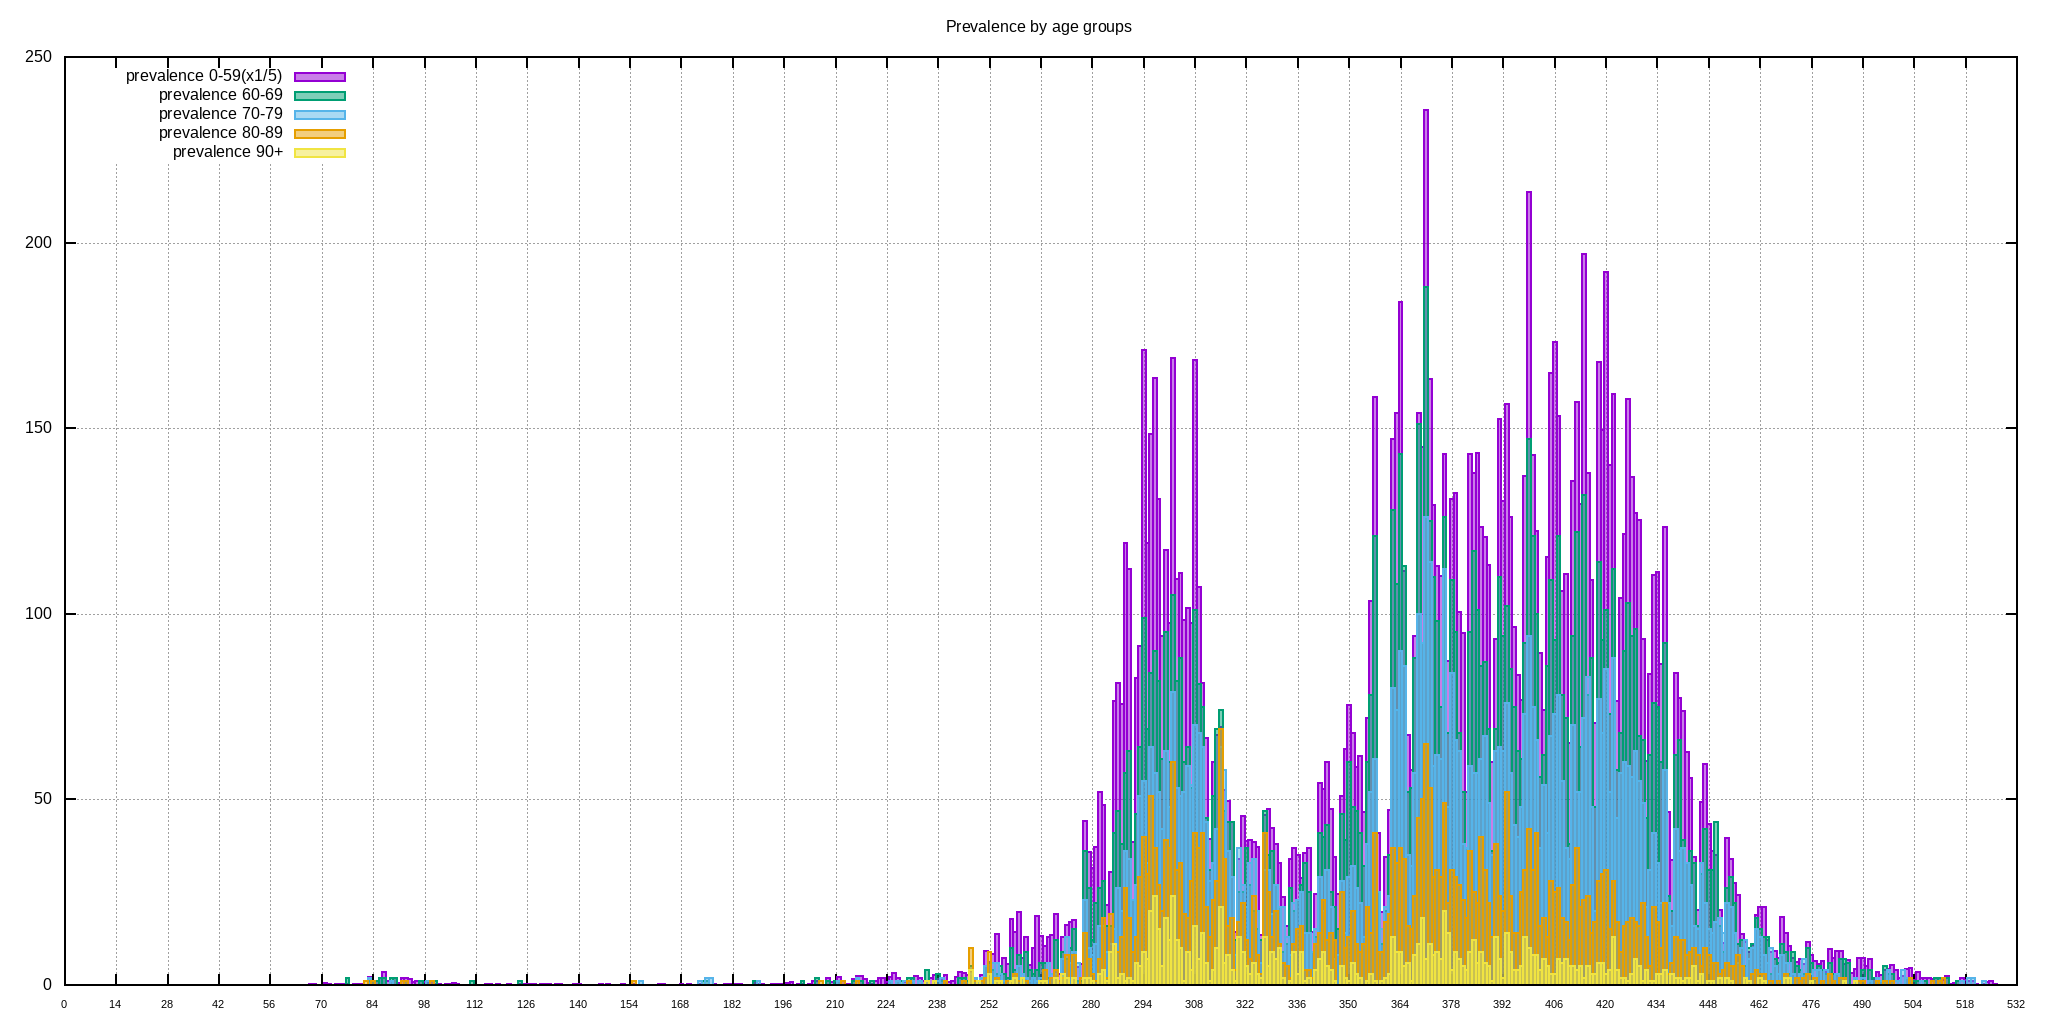 Prevalence by age groups
250
200
150
100
50
0
prevalence 0-59(x1/5)
prevalence 60-69
prevalence 70-79
prevalence 80-89
prevalence 90+
0 14 28 42 56 70 84 98 112 126 140 154 168 182 196 210 224 238 252 266 280 294 308 322 336 350 364 378 392 406 420 434 448 462 476 490 504 518 532